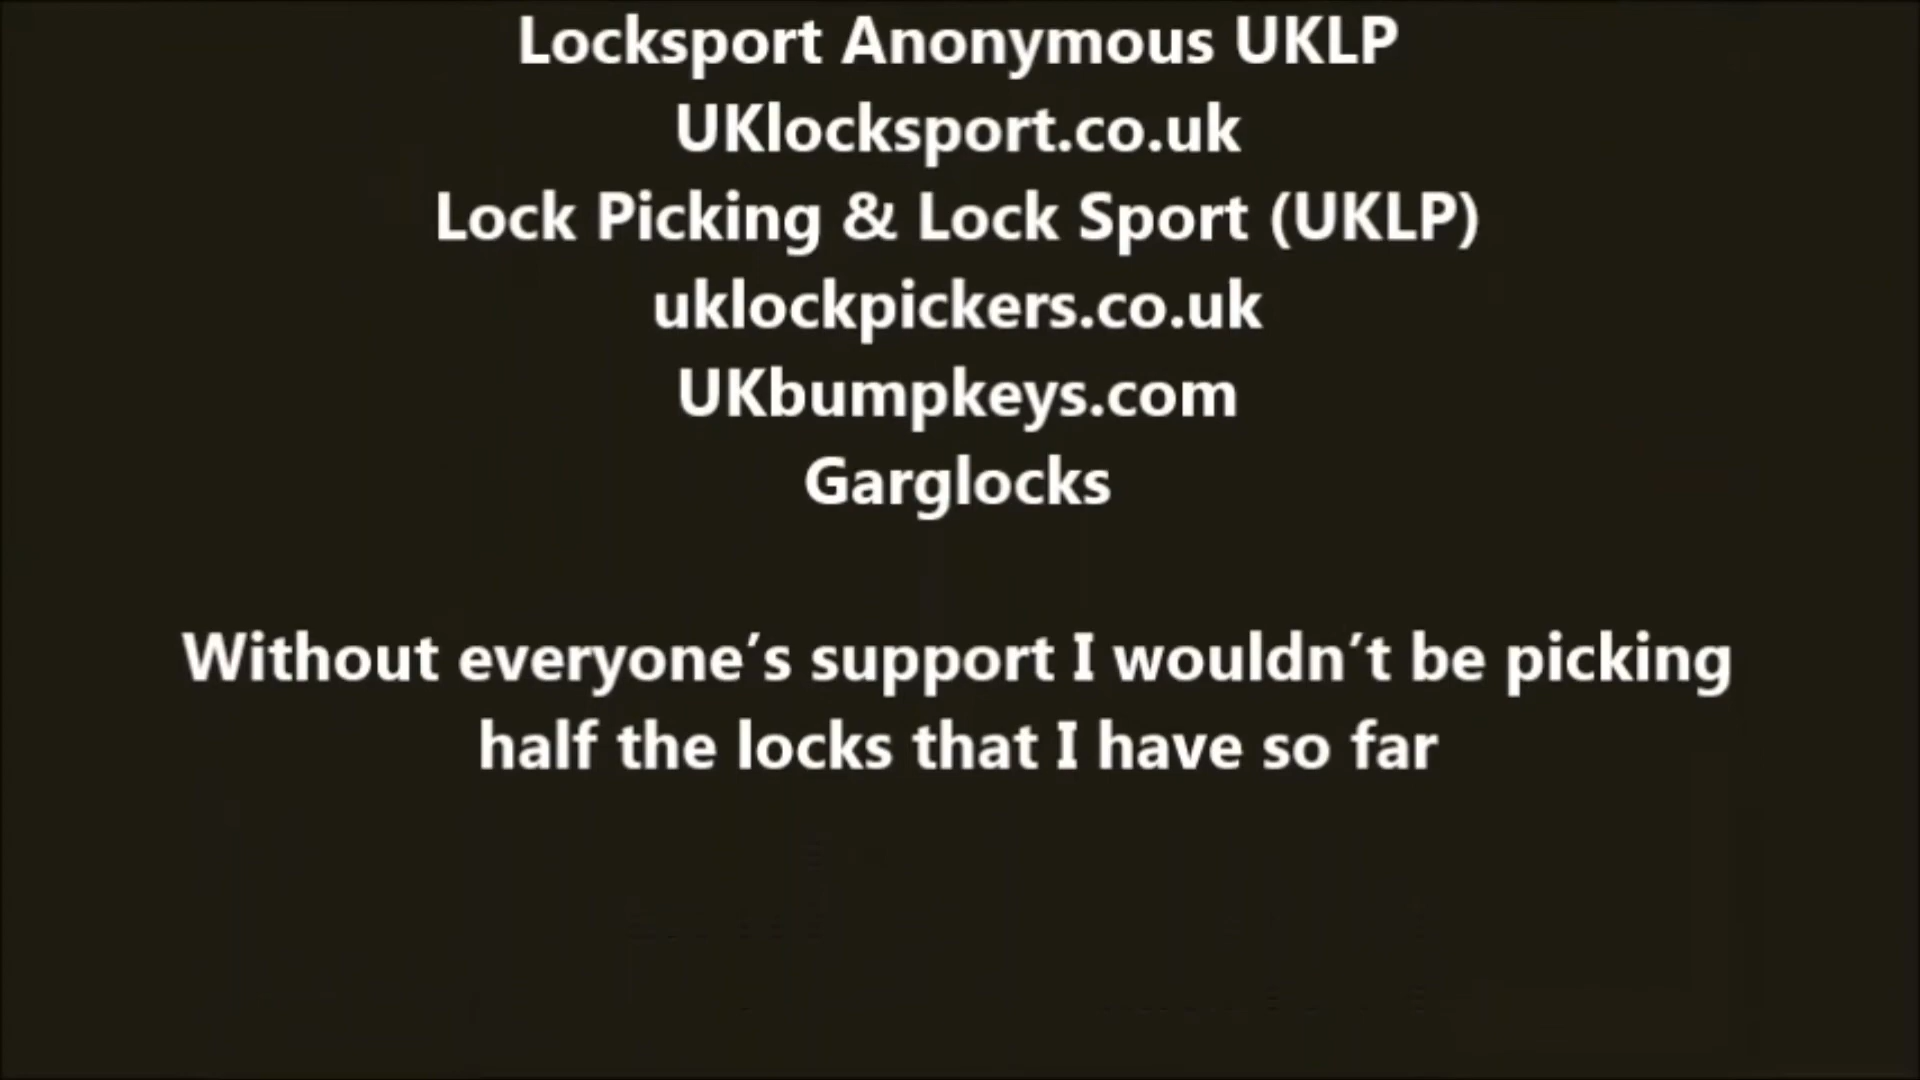 Locksport Anonymous UKLP
UKlocksport.co.uk
Lock Picking & Lock Sport (UKLP)
uklockpickers.co.uk
UKbumpkeys.com
Garglocks
Without everyone’s support I wouldn’t be picking
half the locks that I have so far